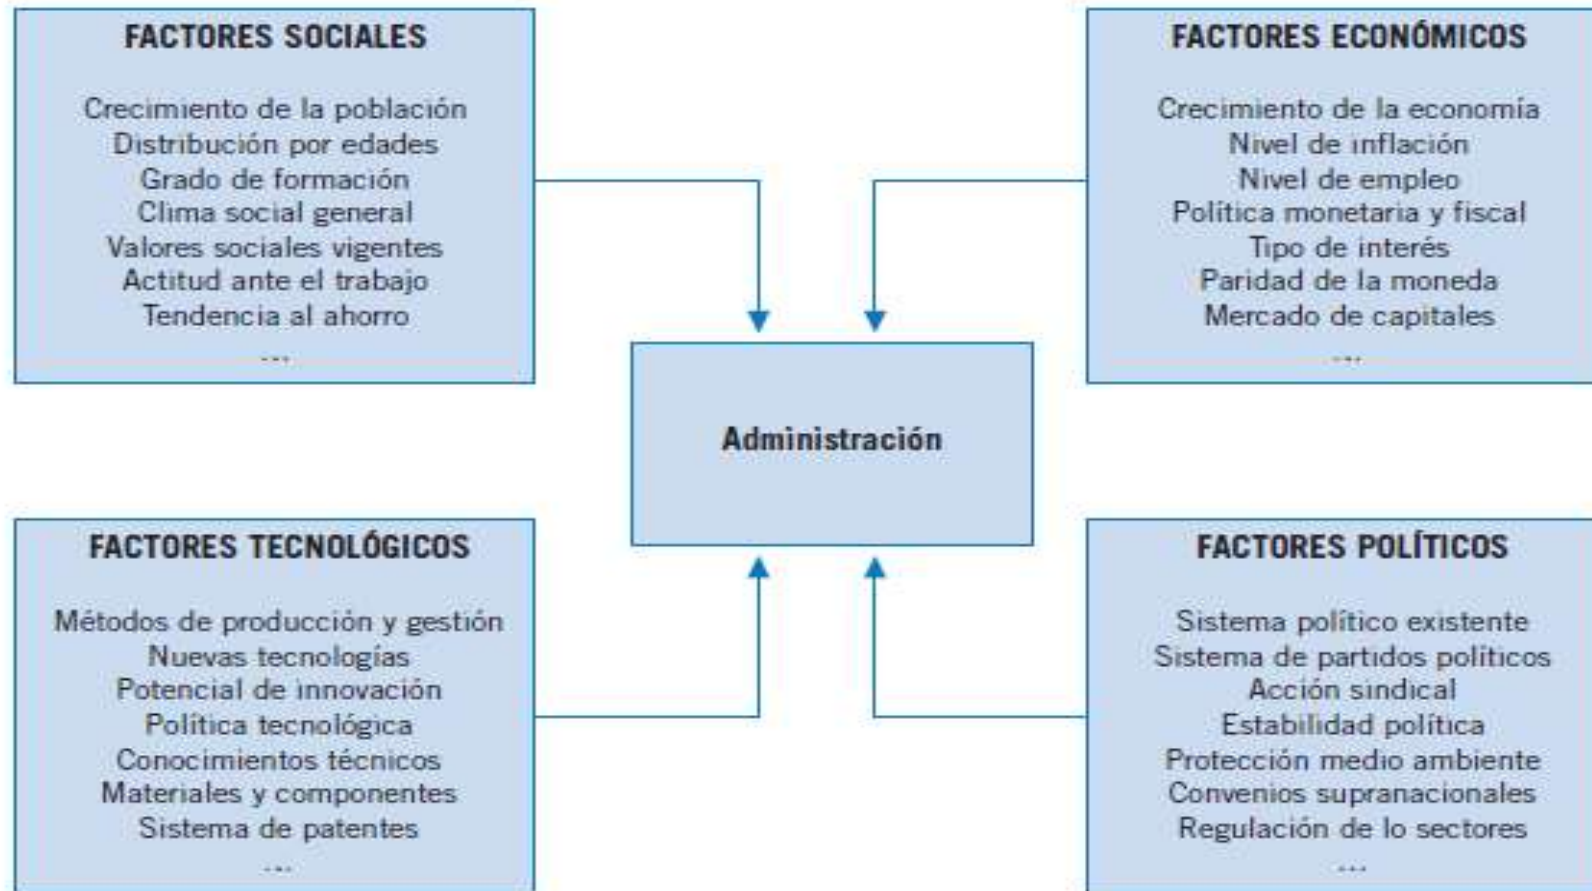 FACTORES SOCIALES
Crecimiento de la población
Distribución por edades
Grado de formación
Clima social general
Valores sociales vigentes
Actitud ante el trabajo
Tendencia al ahorro
...
FACTORES ECONÓMICOS
Crecimiento de la economía
Nivel de inflación
Nivel de empleo
Política monetaria y fiscal
Tipo de interés
Paridad de la moneda
Mercado de capitales
...
Administración
FACTORES TECNOLÓGICOS
Métodos de producción y gestión
Nuevas tecnologías
Potencial de innovación
Política tecnológica
Conocimientos técnicos
Materiales y componentes
Sistema de patentes
...
FACTORES POLÍTICOS
Sistema político existente
Sistema de partidos políticos
Acción sindical
Estabilidad política
Protección medio ambiente
Convenios supranacionales
Regulación de lo sectores
...